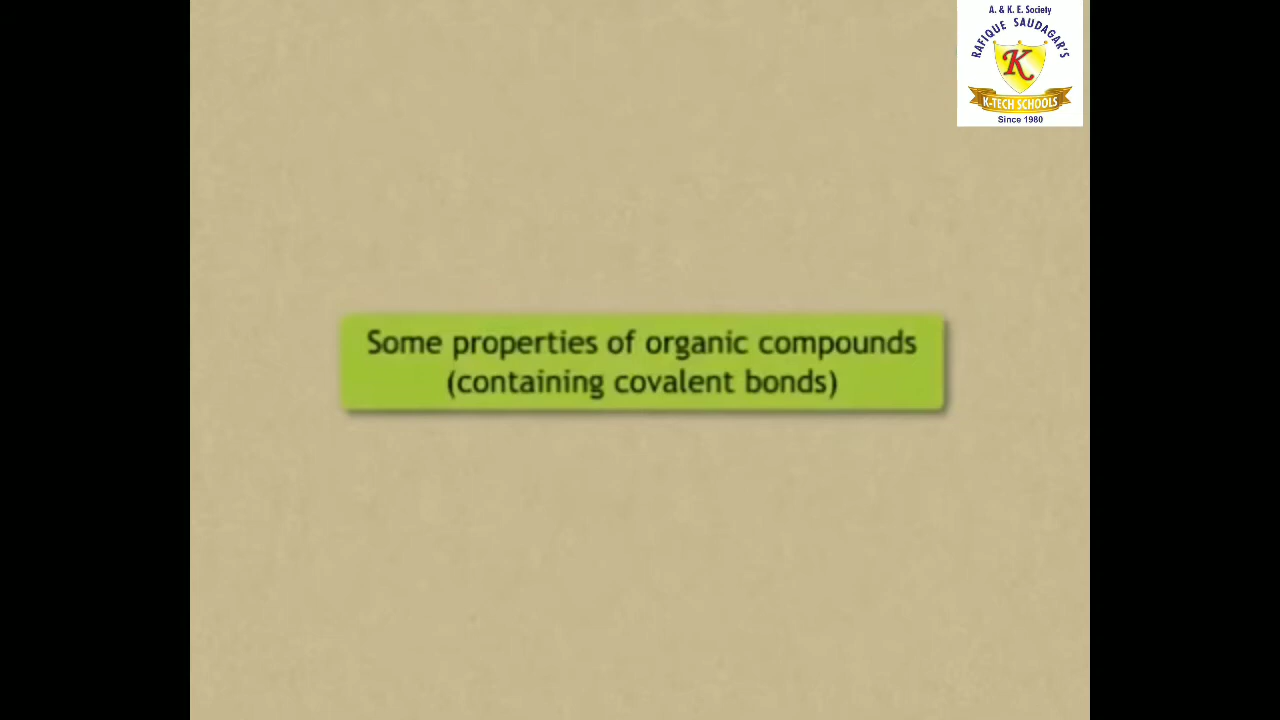 A. & K. E. Society
RAFIQUE SAUDAGAR'S
K
K-TECH SCHOOLS
Since 1980
Some properties of organic compounds
(containing covalent bonds)